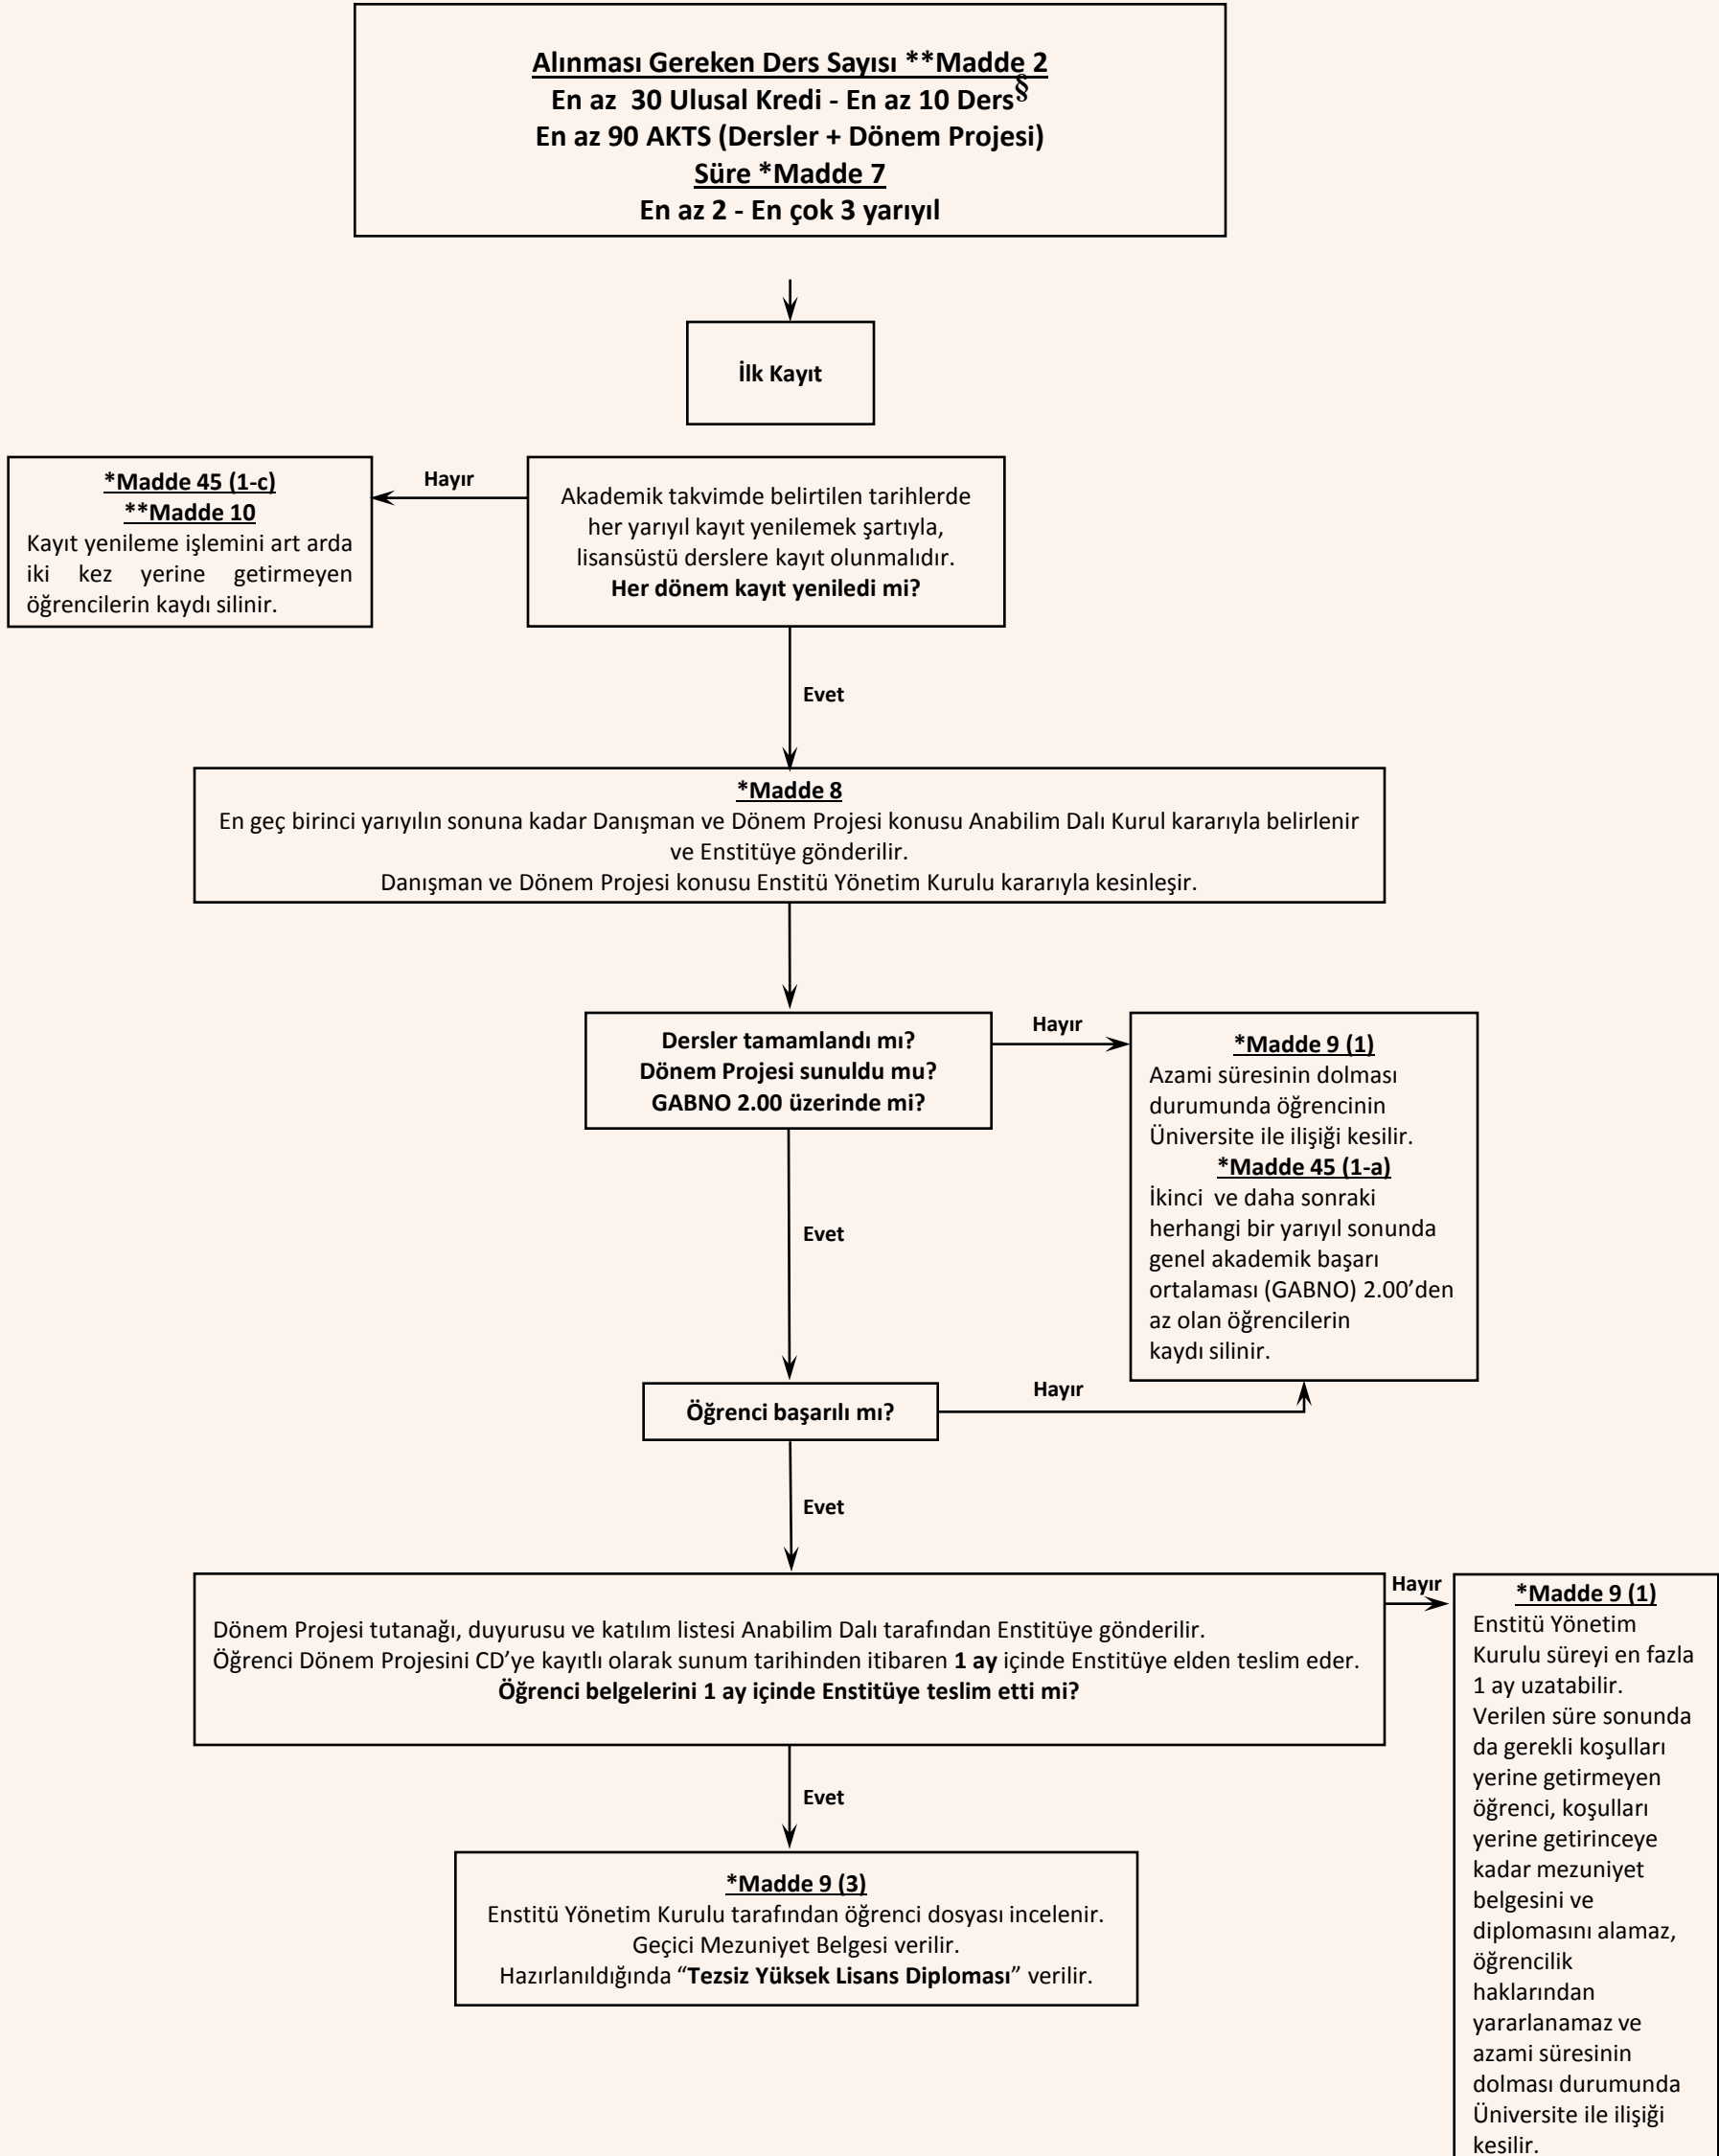 Alınması Gereken Ders Sayısı **Madde 2
En az  30 Ulusal Kredi - En az 10 Ders§
En az 90 AKTS (Dersler + Dönem Projesi)
Süre *Madde 7
En az 2 - En çok 3 yarıyıl
İlk Kayıt
*Madde 45 (1-c)
**Madde 10
Kayıt yenileme işlemini art arda
iki kez yerine getirmeyen
öğrencilerin kaydı silinir.
Hayır
Akademik takvimde belirtilen tarihlerde
her yarıyıl kayıt yenilemek şartıyla,
lisansüstü derslere kayıt olunmalıdır.
Her dönem kayıt yeniledi mi?
Evet
*Madde 8
En geç birinci yarıyılın sonuna kadar Danışman ve Dönem Projesi konusu Anabilim Dalı Kurul kararıyla belirlenir
ve Enstitüye gönderilir.
Danışman ve Dönem Projesi konusu Enstitü Yönetim Kurulu kararıyla kesinleşir.
Dersler tamamlandı mı?
Dönem Projesi sunuldu mu?
GABNO 2.00 üzerinde mi?
Hayır
*Madde 9 (1)
Azami süresinin dolması
durumunda öğrencinin
Üniversite ile ilişiği kesilir.
*Madde 45 (1-a)
İkinci  ve daha sonraki
herhangi bir yarıyıl sonunda
genel akademik başarı
ortalaması (GABNO) 2.00’den
az olan öğrencilerin
kaydı silinir.
Evet
Öğrenci başarılı mı?
Hayır
Evet
Dönem Projesi tutanağı, duyurusu ve katılım listesi Anabilim Dalı tarafından Enstitüye gönderilir.
Öğrenci Dönem Projesini CD’ye kayıtlı olarak sunum tarihinden itibaren 1 ay içinde Enstitüye elden teslim eder.
Öğrenci belgelerini 1 ay içinde Enstitüye teslim etti mi?
Hayır
*Madde 9 (1)
Enstitü Yönetim
Kurulu süreyi en fazla
1 ay uzatabilir.
Verilen süre sonunda
da gerekli koşulları
yerine getirmeyen
öğrenci, koşulları
yerine getirinceye
kadar mezuniyet
belgesini ve
diplomasını alamaz,
öğrencilik
haklarından
yararlanamaz ve
azami süresinin
dolması durumunda
Üniversite ile ilişiği
kesilir.
Evet
*Madde 9 (3)
Enstitü Yönetim Kurulu tarafından öğrenci dosyası incelenir.
Geçici Mezuniyet Belgesi verilir.
Hazırlanıldığında “Tezsiz Yüksek Lisans Diploması” verilir.